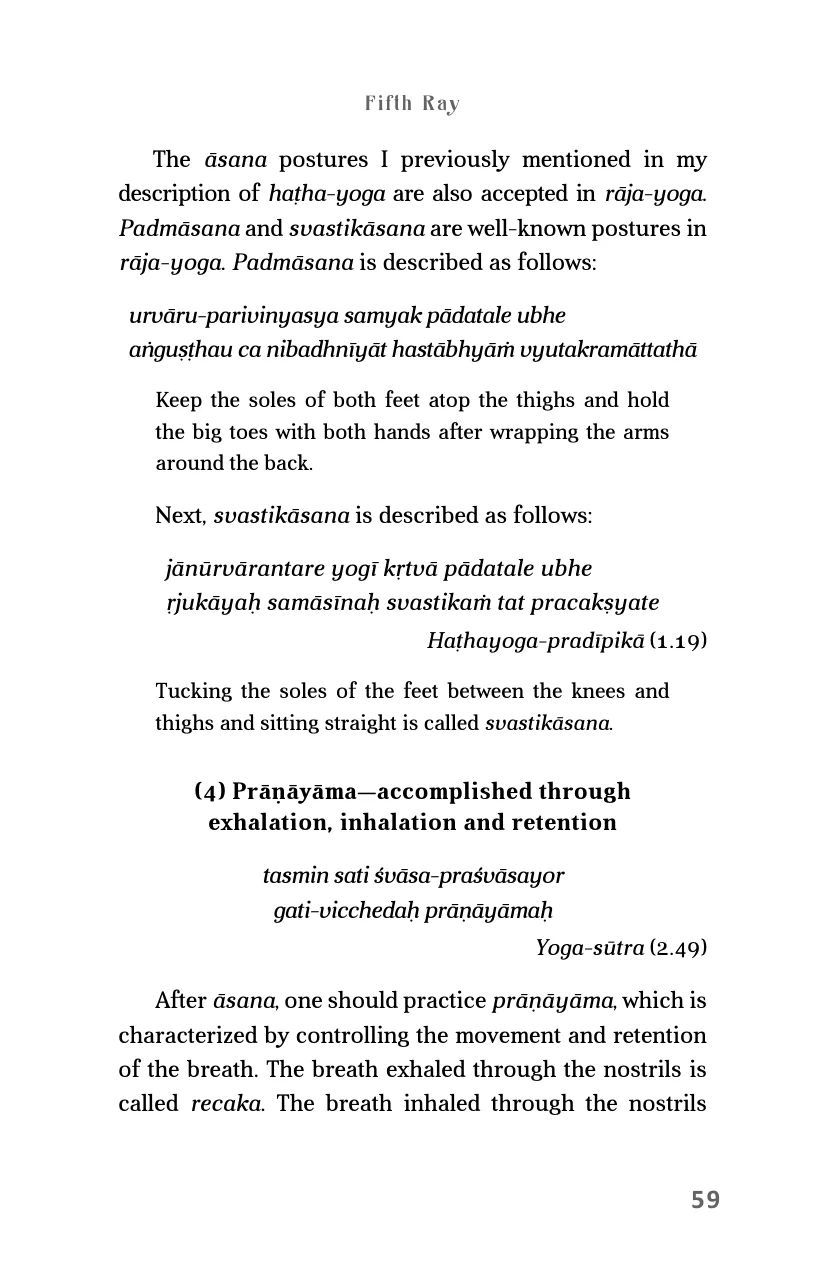 Fifth Ray
The āsana postures I previously mentioned in my
description of haṭha-yoga are also accepted in rāja-yoga.
Padmāsana and svastikāsana are well-known postures in
rāja-yoga. Padmāsana is described as follows:
urvāru-parivinyasya samyak pādatale ubhe
aṅguṣṭhau ca nibadhnīyāt hastābhyāṁ vyutakramāttathā
Keep the soles of both feet atop the thighs and hold
the big toes with both hands after wrapping the arms
around the back.
Next, svastikāsana is described as follows:
jānūrvārantare yogī kṛtvā pādatale ubhe
ṛjukāyaḥ samāsīnaḥ svastikaṁ tat pracakṣyate
Haṭhayoga-pradīpikā (1.19)
Tucking the soles of the feet between the knees and
thighs and sitting straight is called svastikāsana.
(4) Prāṇāyāma—accomplished through
exhalation, inhalation and retention
tasmin sati śvāsa-praśvāsayor
gati-vicchedaḥ prāṇāyāmaḥ
Yoga-sūtra (2.49)
After āsana, one should practice prāṇāyāma, which is
characterized by controlling the movement and retention
of the breath. The breath exhaled through the nostrils is
called recaka. The breath inhaled through the nostrils
59